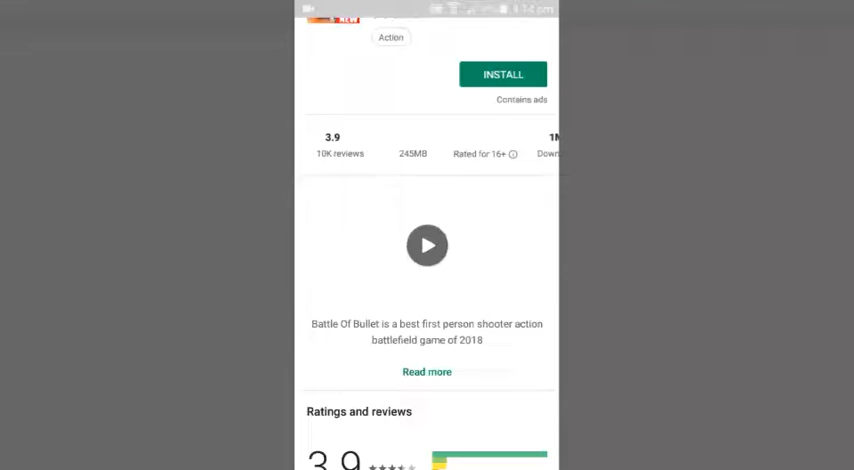 NEW
Action
INSTALL
Contains ads
3.9
10K reviews
245MB
Rated for 16+
Down
Battle Of Bullet is a best first person shooter action
battlefield game of 2018
Read more
Ratings and reviews
3.9